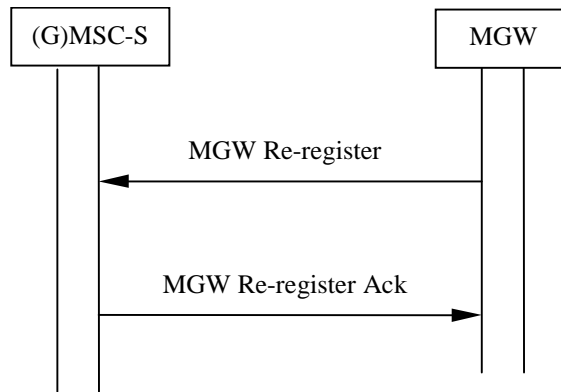 (G)MSC-S
MGW
MGW Re-register
MGW Re-register Ack